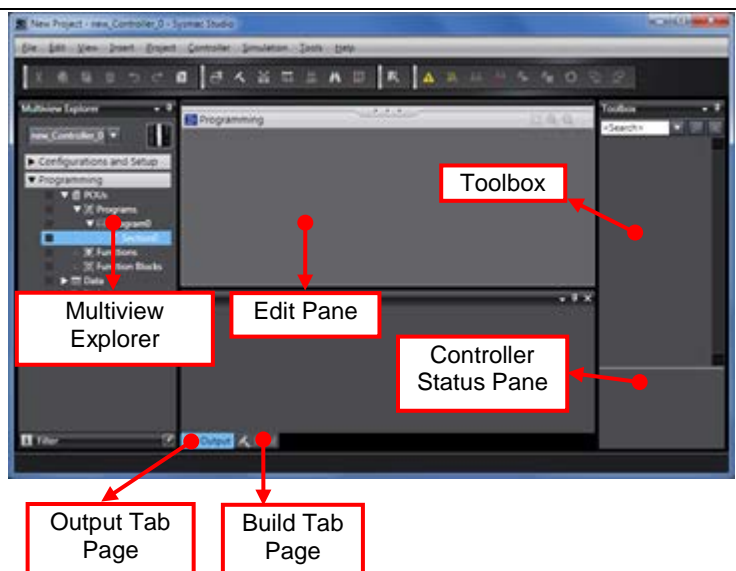 New Project - new_Controller_0 - Sysmac Studio
File Edit View Insert Project Controller Simulation Tools Help
Multiview Explorer
Toolbox
new_Controller_0
Programming
<Search>
Configurations and Setup
Programming
POUs
Programs
Program0
Section0
Functions
Function Blocks
Data
Toolbox
Multiview
Explorer
Edit Pane
Controller
Status Pane
Filter
Output
Output Tab
Page
Build Tab
Page